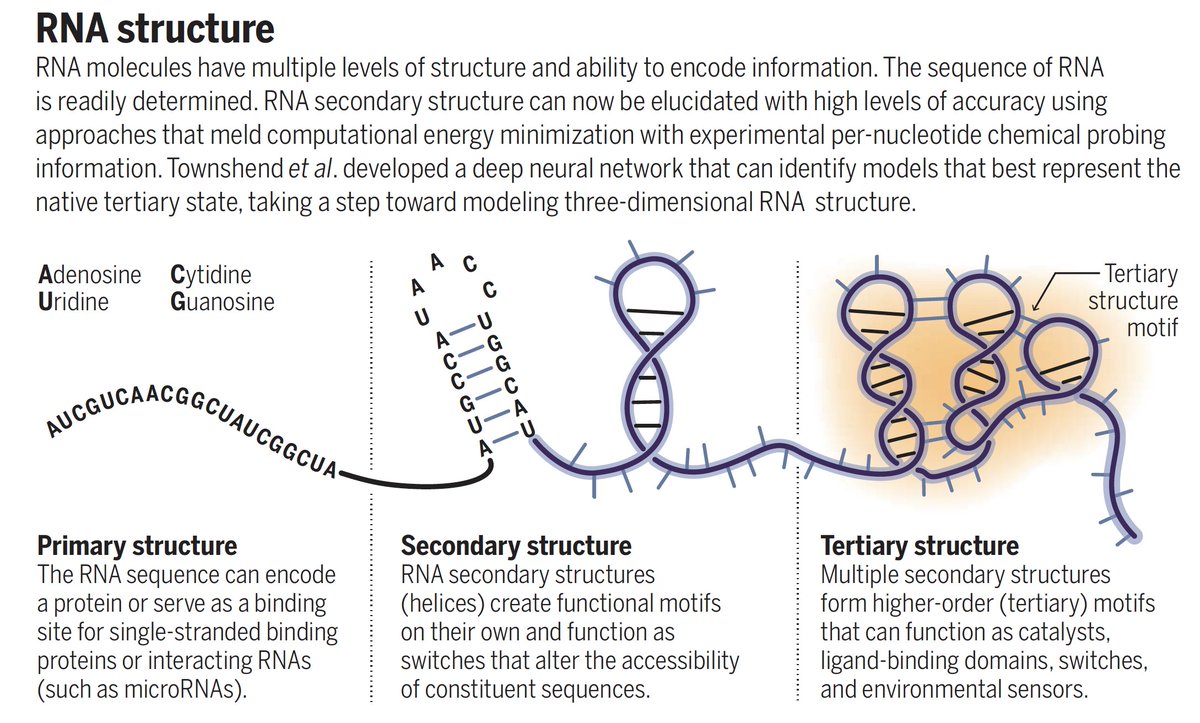 RNA structure
RNA molecules have multiple levels of structure and ability to encode information. The sequence of RNA
is readily determined. RNA secondary structure can now be elucidated with high levels of accuracy using
approaches that meld computational energy minimization with experimental per-nucleotide chemical probing
information. Townshend et al. developed a deep neural network that can identify models that best represent the
native tertiary state, taking a step toward modeling three-dimensional RNA structure.
Adenosine Cytidine
Uridine Guanosine
AUCGUCAACGGCUAUCGGCUA
AUGCCAUAACCUGGCAU
Tertiary
structure
motif
Primary structure
The RNA sequence can encode
a protein or serve as a binding
site for single-stranded binding
proteins or interacting RNAs
(such as microRNAs).
Secondary structure
RNA secondary structures
(helices) create functional motifs
on their own and function as
switches that alter the accessibility
of constituent sequences.
Tertiary structure
Multiple secondary structures
form higher-order (tertiary) motifs
that can function as catalysts,
ligand-binding domains, switches,
and environmental sensors.